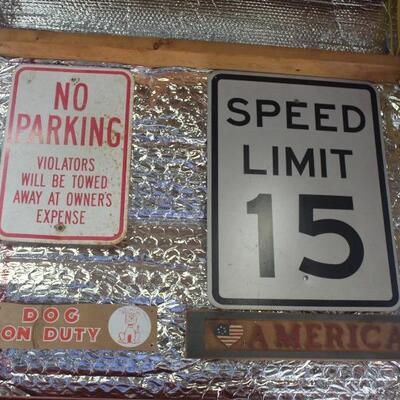 NO
PARKING
VIOLATORS
WILL BE TOWED
AWAY AT OWNER'S
EXPENSE
SPEED
LIMIT
15
DOG
ON DUTY
AMERICA